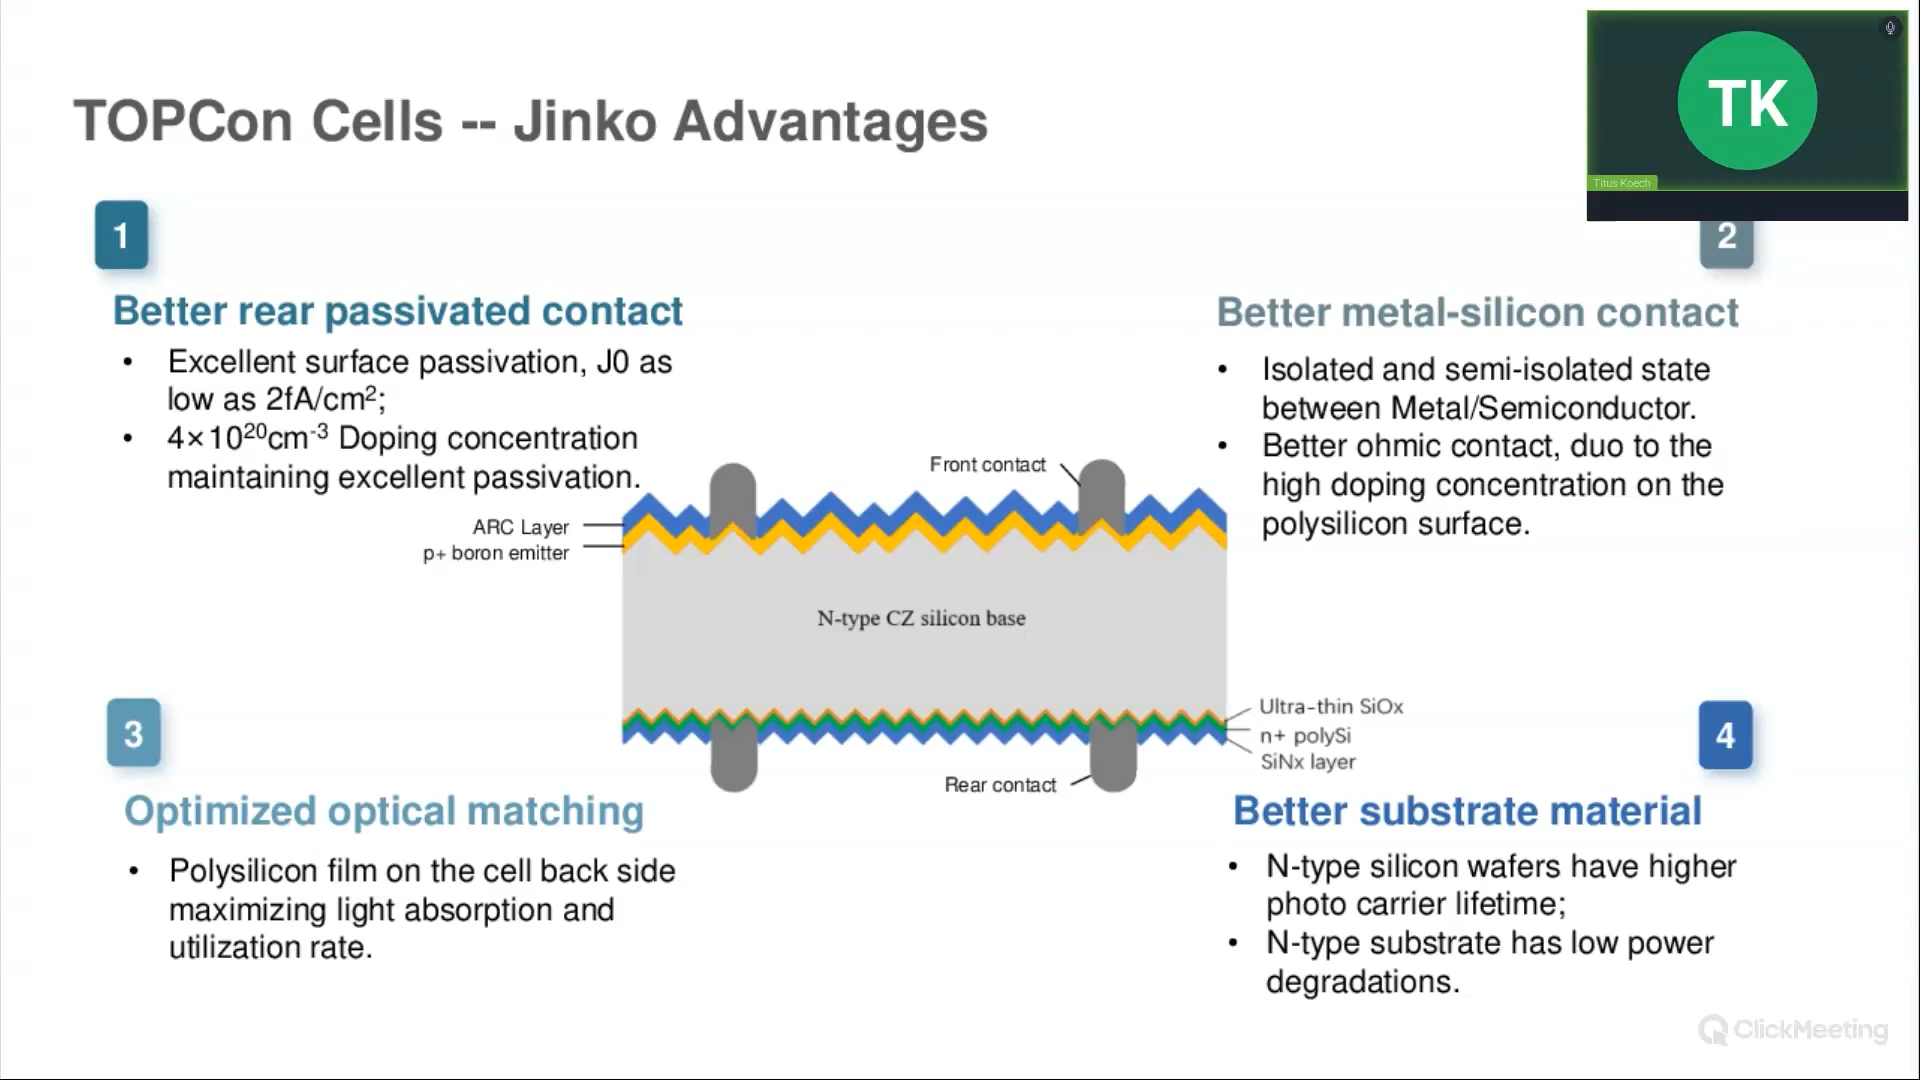 TOPCon Cells -- Jinko Advantages
TK
Titus Koech
1
Better rear passivated contact
• Excellent surface passivation, J0 as
low as 2fA/cm²;
• 4×10²⁰cm⁻³ Doping concentration
maintaining excellent passivation.
2
Better metal-silicon contact
• Isolated and semi-isolated state
between Metal/Semiconductor.
• Better ohmic contact, duo to the
high doping concentration on the
polysilicon surface.
Front contact
ARC Layer
p+ boron emitter
N-type CZ silicon base
Ultra-thin SiOx
n+ polySi
SiNx layer
Rear contact
3
Optimized optical matching
• Polysilicon film on the cell back side
maximizing light absorption and
utilization rate.
4
Better substrate material
• N-type silicon wafers have higher
photo carrier lifetime;
• N-type substrate has low power
degradations.
ClickMeeting